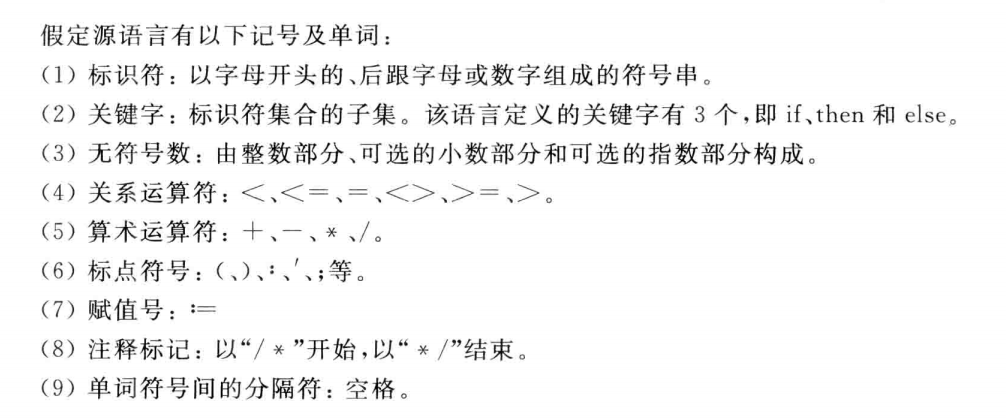 假定源语言有以下记号及单词：
(1) 标识符：以字母开头的、后跟字母或数字组成的符号串。
(2) 关键字：标识符集合的子集。该语言定义的关键字有 3 个，即 if、then 和 else。
(3) 无符号数：由整数部分、可选的小数部分和可选的指数部分构成。
(4) 关系运算符：<、<=、=、<>、>=、>。
(5) 算术运算符：+、-、*、/。
(6) 标点符号：(、)、:、'、;等。
(7) 赋值号：:=
(8) 注释标记：以“/*”开始，以“*/”结束。
(9) 单词符号间的分隔符：空格。